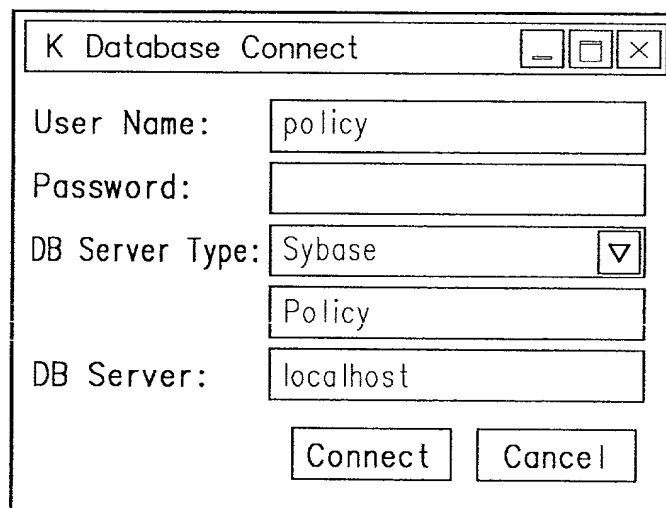 K Database Connect
User Name: policy
Password:
DB Server Type: Sybase
Policy
DB Server: localhost
Connect Cancel